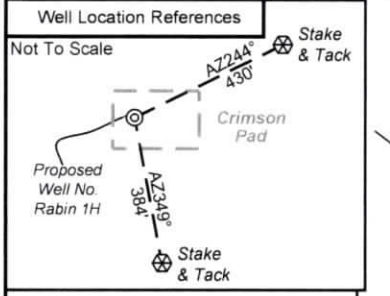 Well Location References
Not To Scale
Stake
& Tack
AZ244°
430'
Crimson
Pad
Proposed
Well No.
Rabin 1H
AZ349°
384'
Stake
& Tack